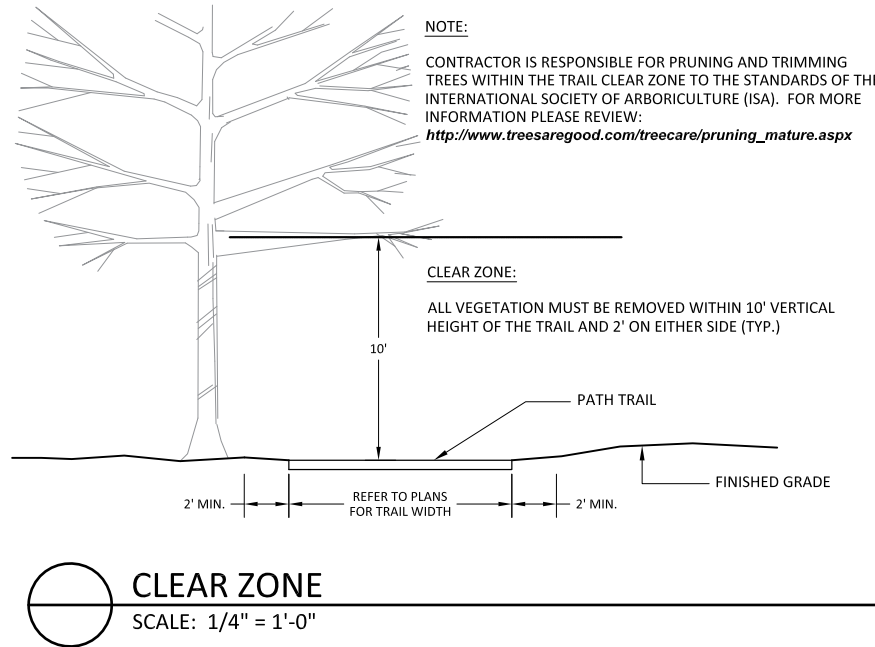 NOTE:
CONTRACTOR IS RESPONSIBLE FOR PRUNING AND TRIMMING
TREES WITHIN THE TRAIL CLEAR ZONE TO THE STANDARDS OF THE
INTERNATIONAL SOCIETY OF ARBORICULTURE (ISA).  FOR MORE
INFORMATION PLEASE REVIEW:
http://www.treesaregood.com/treecare/pruning_mature.aspx
CLEAR ZONE:
ALL VEGETATION MUST BE REMOVED WITHIN 10' VERTICAL
HEIGHT OF THE TRAIL AND 2' ON EITHER SIDE (TYP.)
10'
PATH TRAIL
FINISHED GRADE
2' MIN.
REFER TO PLANS
FOR TRAIL WIDTH
2' MIN.
CLEAR ZONE
SCALE:  1/4" = 1'-0"